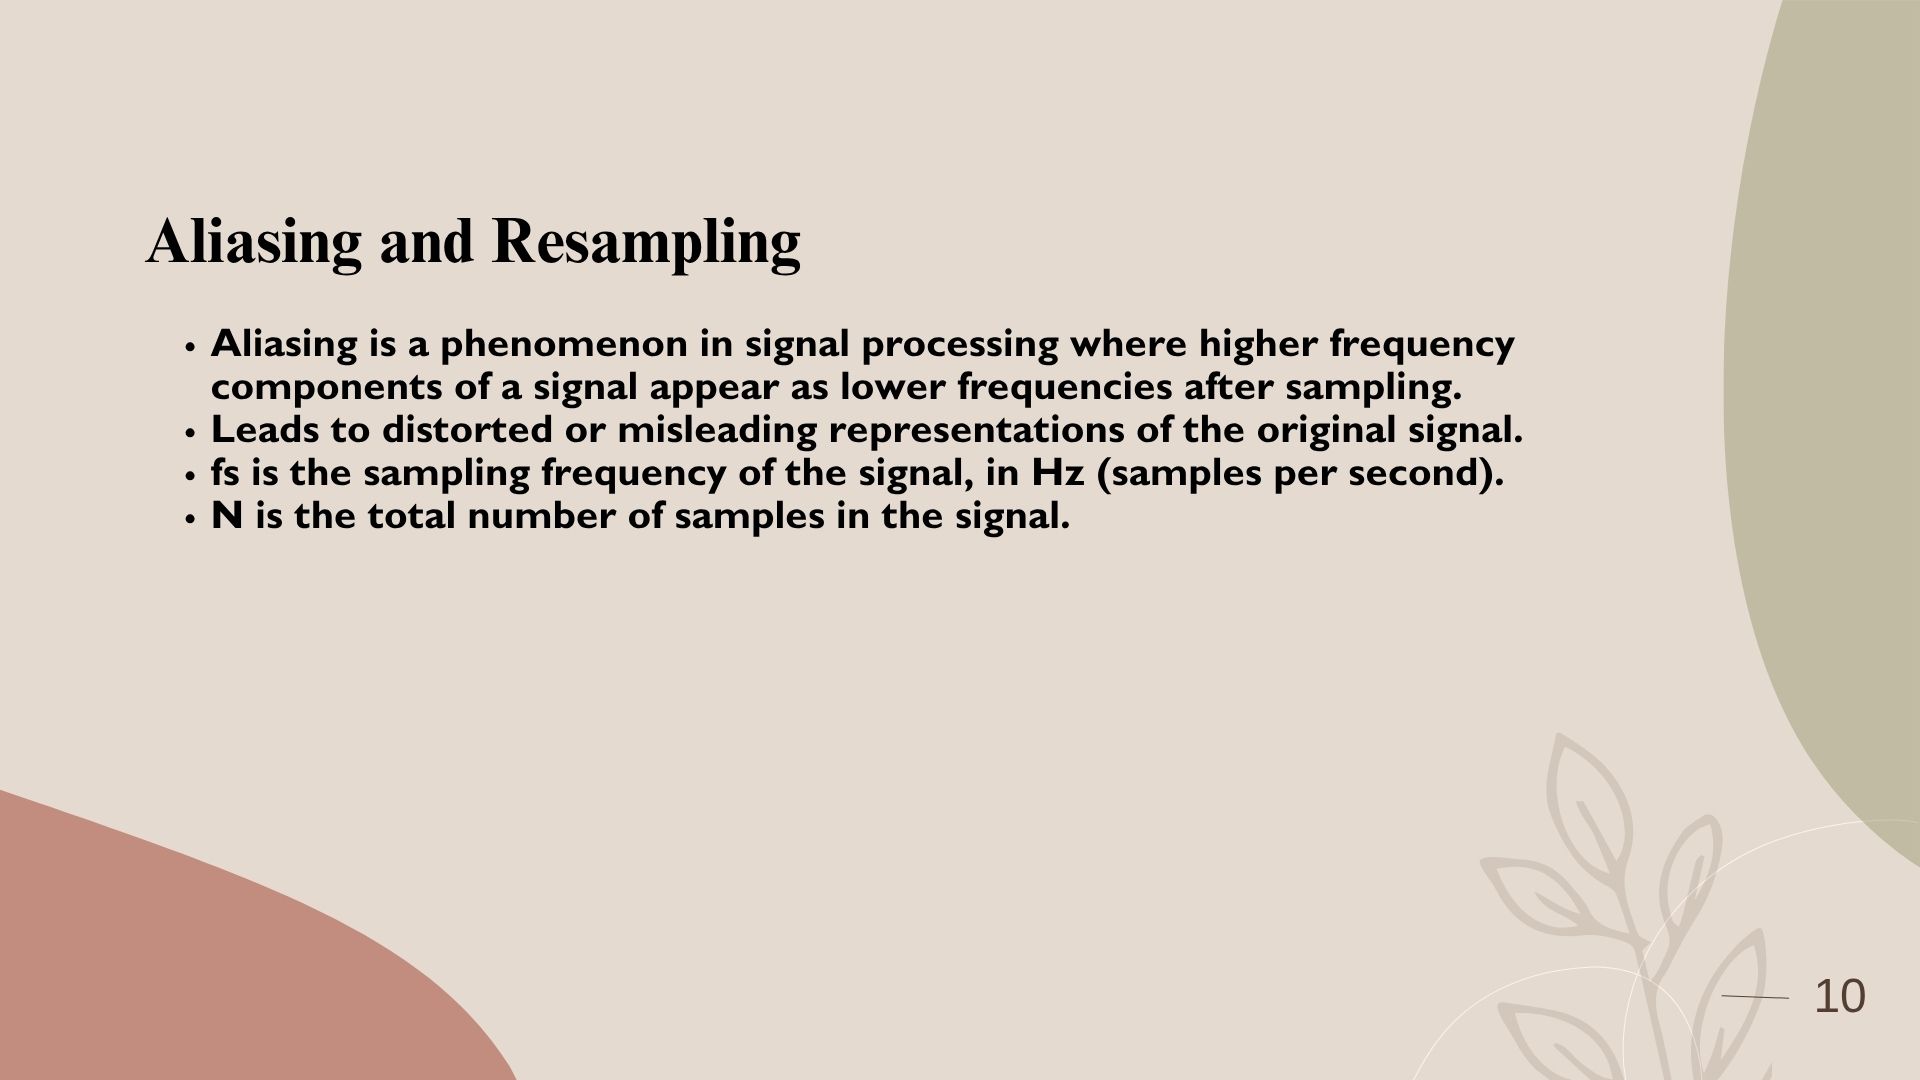 Aliasing and Resampling
• Aliasing is a phenomenon in signal processing where higher frequency
components of a signal appear as lower frequencies after sampling.
• Leads to distorted or misleading representations of the original signal.
• fs is the sampling frequency of the signal, in Hz (samples per second).
• N is the total number of samples in the signal.
10